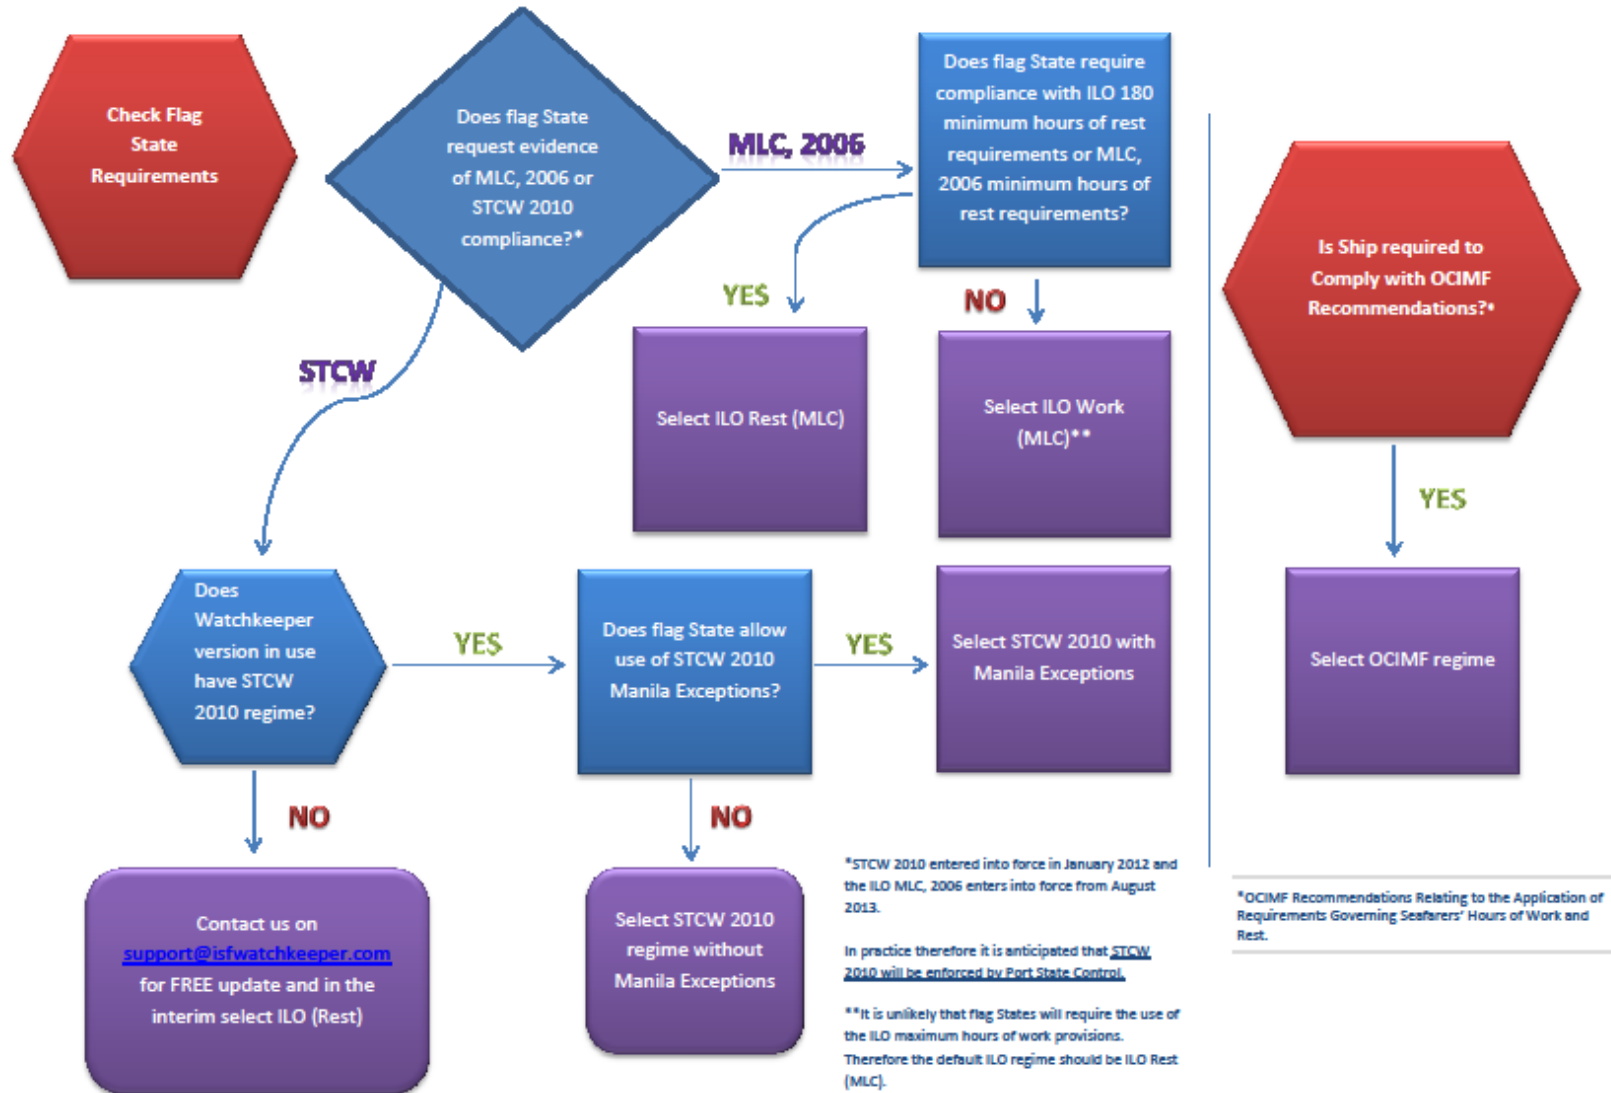 Check Flag
State
Requirements
Does flag State
request evidence
of MLC, 2006 or
STCW 2010
compliance?*
MLC, 2006
Does flag State require
compliance with ILO 180
minimum hours of rest
requirements or MLC,
2006 minimum hours of
rest requirements?
YES
NO
Select ILO Rest (MLC)
Select ILO Work
(MLC)**
Is Ship required to
Comply with OCIMF
Recommendations?*
YES
Select OCIMF regime
STCW
Does
Watchkeeper
version in use
have STCW
2010 regime?
YES
Does flag State allow
use of STCW 2010
Manila Exceptions?
YES
Select STCW 2010 with
Manila Exceptions
NO
NO
Contact us on
support@isfwatchkeeper.com
for FREE update and in the
interim select ILO (Rest)
Select STCW 2010
regime without
Manila Exceptions
*STCW 2010 entered into force in January 2012 and
the ILO MLC, 2006 enters into force from August
2013.
In practice therefore it is anticipated that STCW
2010 will be enforced by Port State Control.
**It is unlikely that flag States will require the use of
the ILO maximum hours of work provisions.
Therefore the default ILO regime should be ILO Rest
(MLC).
*OCIMF Recommendations Relating to the Application of
Requirements Governing Seafarers' Hours of Work and
Rest.